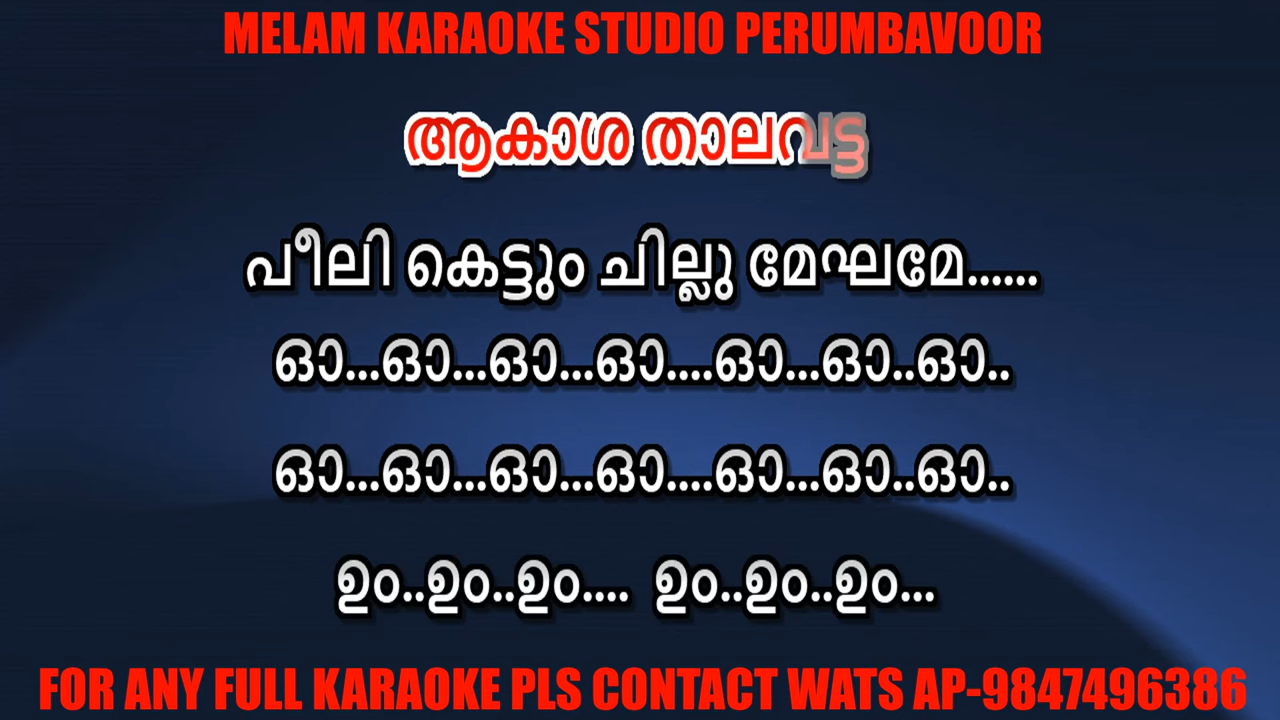 MELAM KARAOKE STUDIO PERUMBAVOOR
ആകാശ താലവട്ട
പീലി കെട്ടും ചില്ലു മേഘമേ......
ഓ...ഓ...ഓ...ഓ....ഓ...ഓ..ഓ..
ഓ...ഓ...ഓ...ഓ....ഓ...ഓ..ഓ..
ഉം..ഉം..ഉം.... ഉം..ഉം..ഉം...
FOR ANY FULL KARAOKE PLS CONTACT WATS AP-9847496386